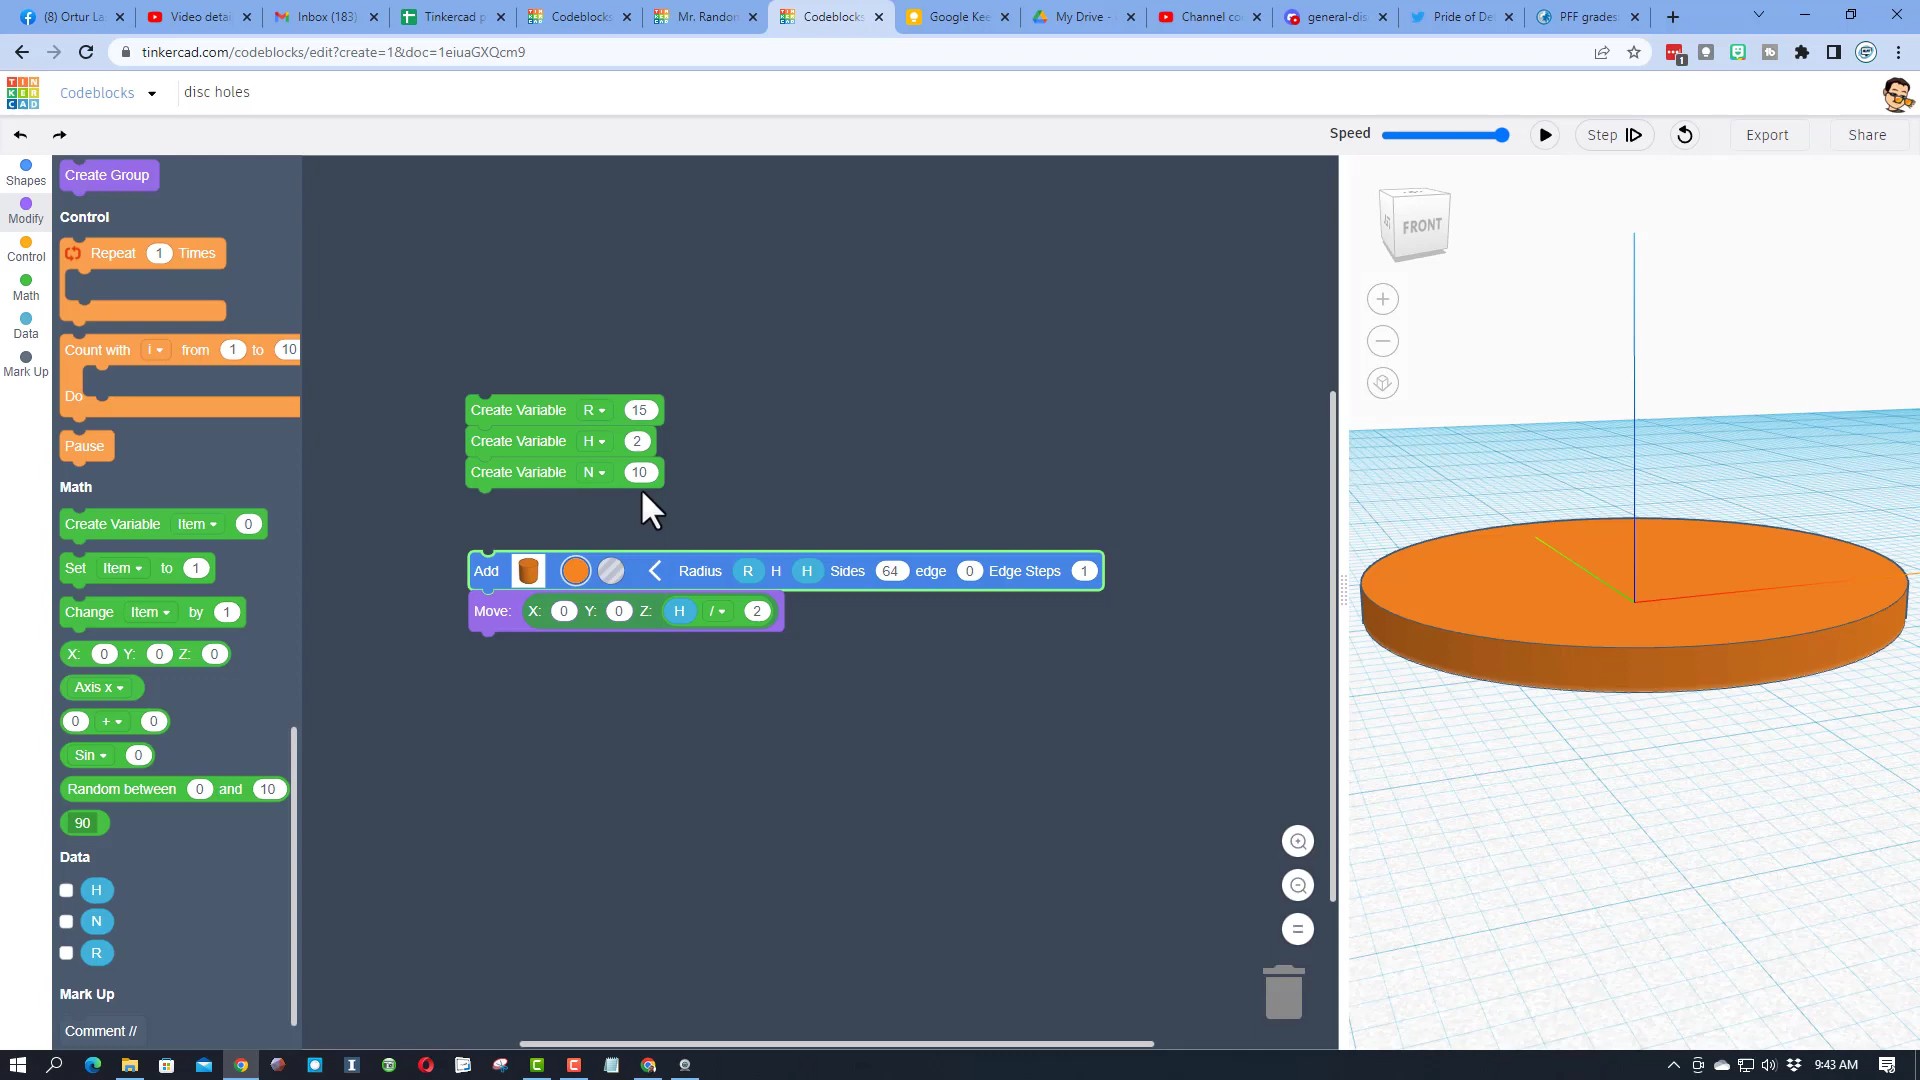 (8) Ortur La
Video detai
Inbox (183)
Tinkercad p
Codeblocks
Mr. Random
Codeblocks
Google Kee
My Drive -
Channel co
general-dis
Pride of De
PFF grades
tinkercad.com/codeblocks/edit?create=1&doc=1eiuaGXQcm9
1
TIN
KER
CAD
Codeblocks
disc holes
Speed
Step
Export
Share
Shapes
Modify
Control
Math
Data
Mark Up
Create Group
Control
Repeat 1 Times
Count with i from 1 to 10
Do
Pause
Math
Create Variable Item 0
Set Item to 1
Change Item by 1
X: 0 Y: 0 Z: 0
Axis x
0 + 0
Sin 0
Random between 0 and 10
90
Data
H
N
R
Mark Up
Comment //
Create Variable R 15
Create Variable H 2
Create Variable N 10
Add Radius R H H Sides 64 edge 0 Edge Steps 1
Move: X: 0 Y: 0 Z: H / 2
FRONT
9:43 AM